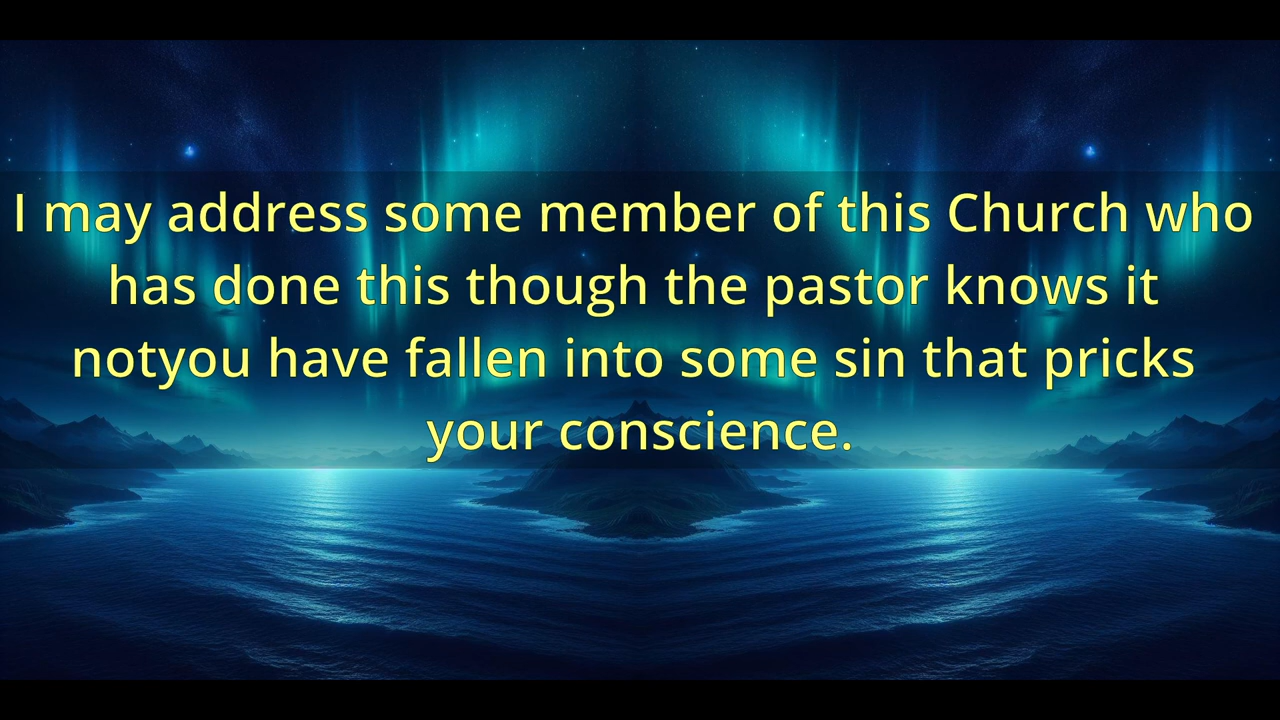 I may address some member of this Church who
has done this though the pastor knows it
notyou have fallen into some sin that pricks
your conscience.